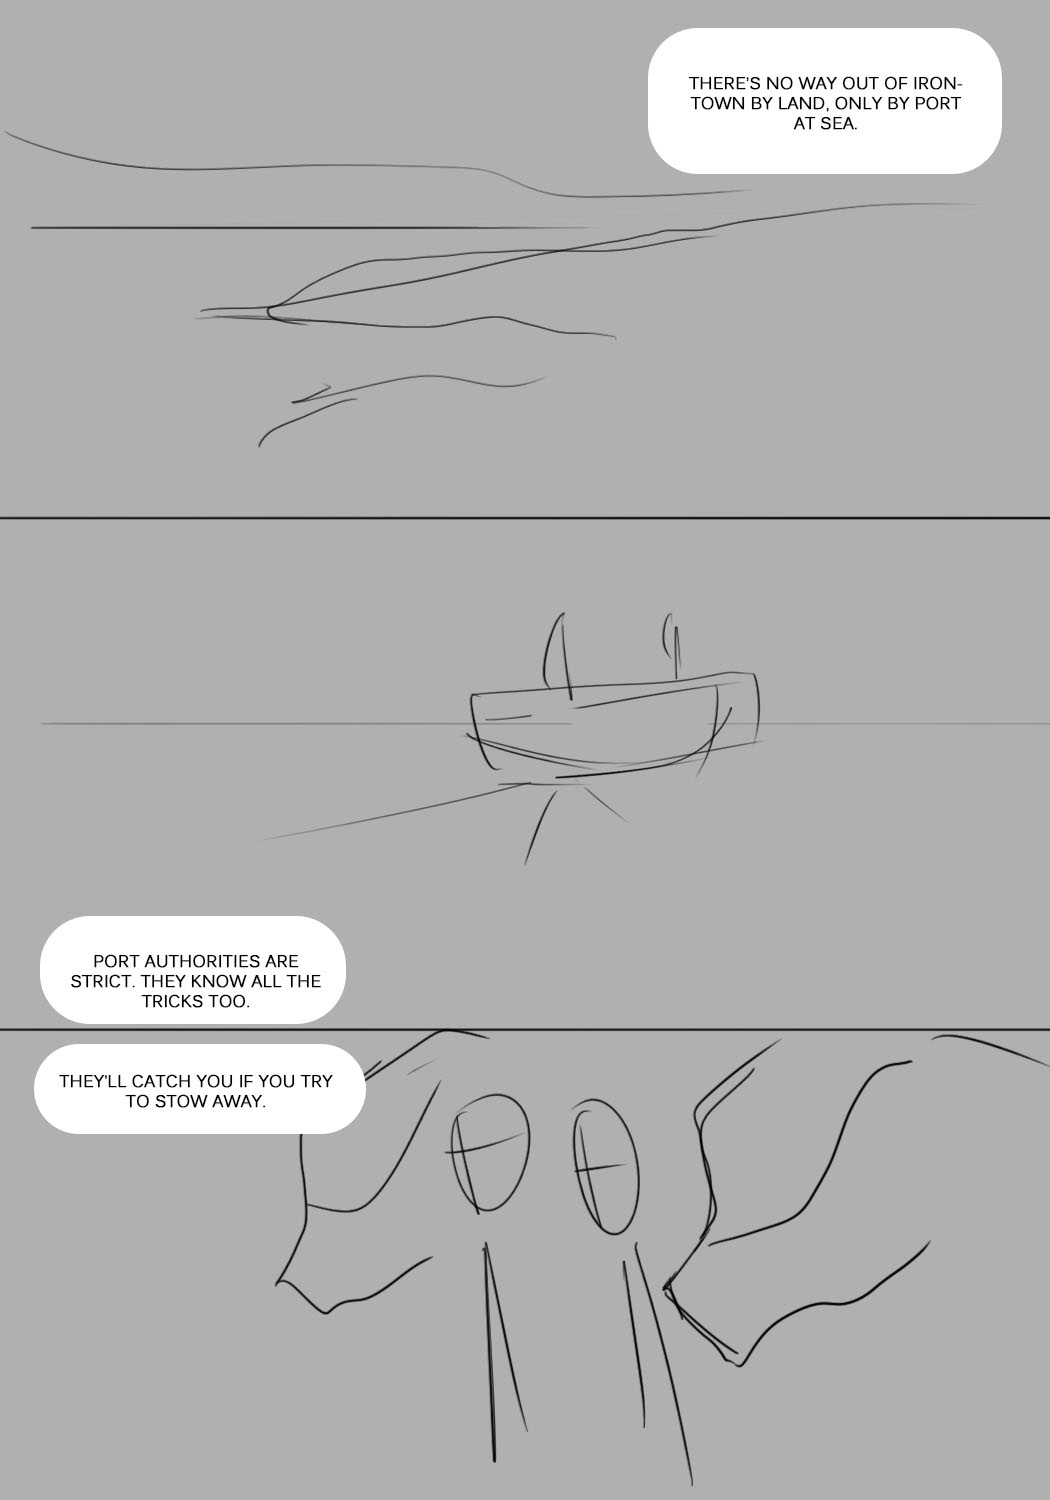 THERE'S NO WAY OUT OF IRON-
TOWN BY LAND, ONLY BY PORT
AT SEA.
PORT AUTHORITIES ARE
STRICT. THEY KNOW ALL THE
TRICKS TOO.
THEY'LL CATCH YOU IF YOU TRY
TO STOW AWAY.